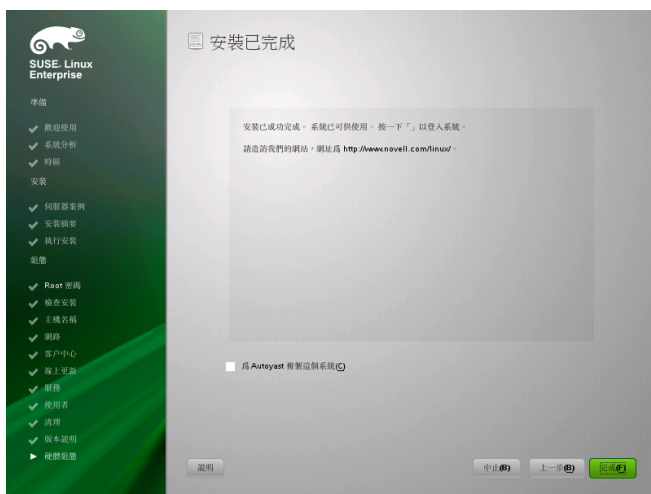 SUSE® Linux
Enterprise
準備
歡迎使用
系統分析
時區
安裝
伺服器案例
安裝摘要
執行安裝
組態
Root 密碼
檢查安裝
主機名稱
網路
客戶中心
線上更新
服務
使用者
清理
版本說明
硬體組態
安裝已完成
安裝已成功完成。系統已可供使用。按一下「」以登入系統。
請造訪我們的網站，網址為 http://www.novell.com/linux/。
為 Autoyast 複製這個系統(C)
說明
中止(B)
上一步(B)
完成(F)